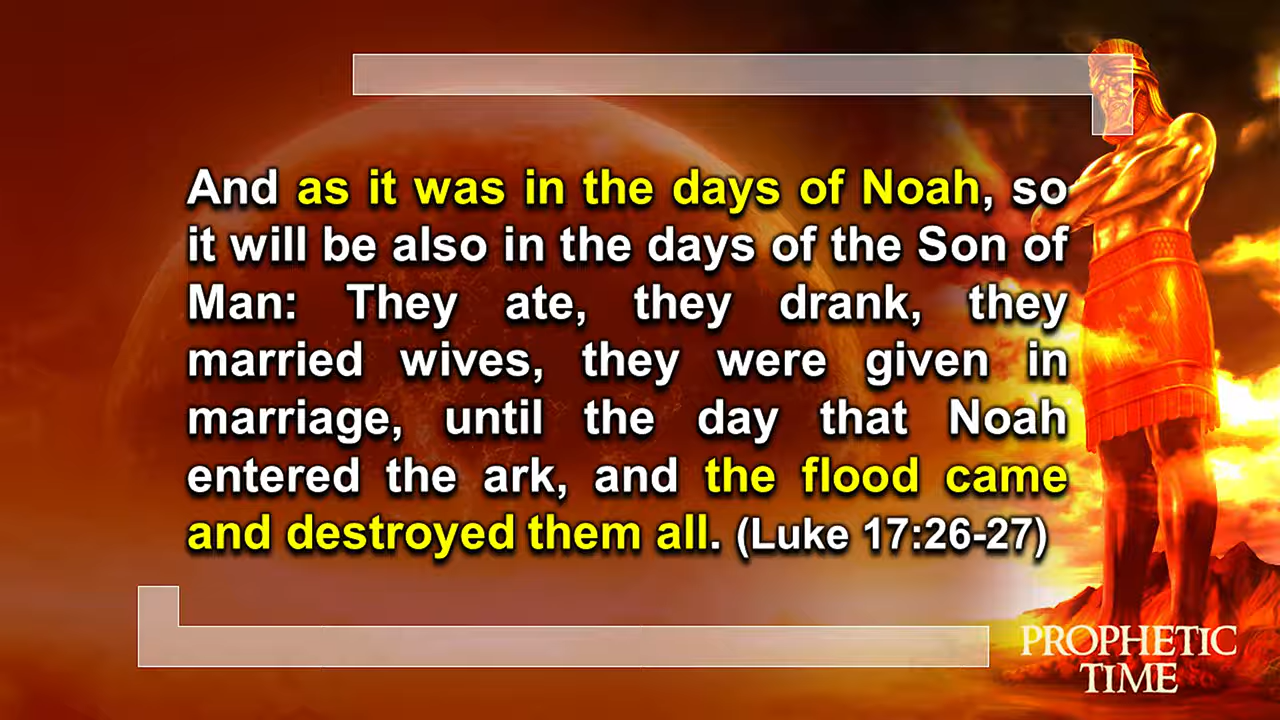 And as it was in the days of Noah, so
it will be also in the days of the Son of
Man: They ate, they drank, they
married wives, they were given in
marriage, until the day that Noah
entered the ark, and the flood came
and destroyed them all. (Luke 17:26-27)
PROPHETIC
TIME